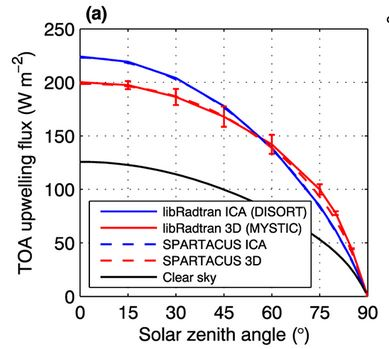 (a)
250
200
150
100
50
0
TOA upwelling flux (W m−2)
libRadtran ICA (DISORT)
libRadtran 3D (MYSTIC)
SPARTACUS ICA
SPARTACUS 3D
Clear sky
0 15 30 45 60 75 90
Solar zenith angle (°)